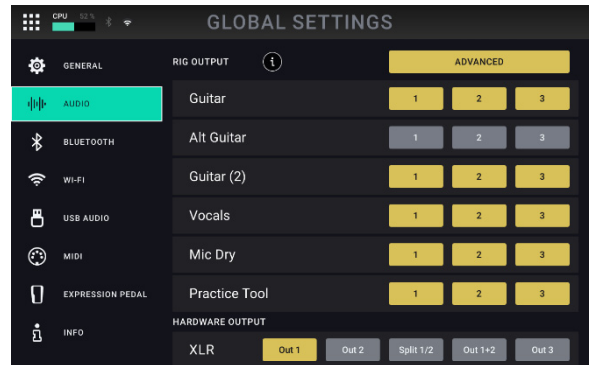 CPU 52% GLOBAL SETTINGS
GENERAL
AUDIO
BLUETOOTH
WI-FI
USB AUDIO
MIDI
EXPRESSION PEDAL
INFO
RIG OUTPUT i ADVANCED
Guitar 1 2 3
Alt Guitar 1 2 3
Guitar (2) 1 2 3
Vocals 1 2 3
Mic Dry 1 2 3
Practice Tool 1 2 3
HARDWARE OUTPUT
XLR Out 1 Out 2 Split 1/2 Out 1+2 Out 3